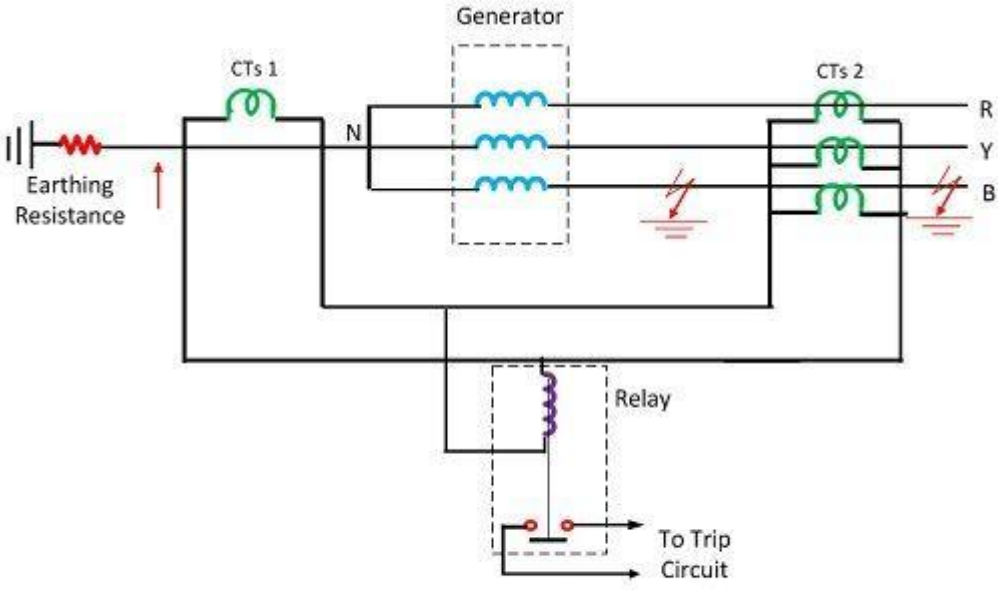 Generator
CTs 1
CTs 2
R
N
Y
Earthing
Resistance
B
Relay
To Trip
Circuit